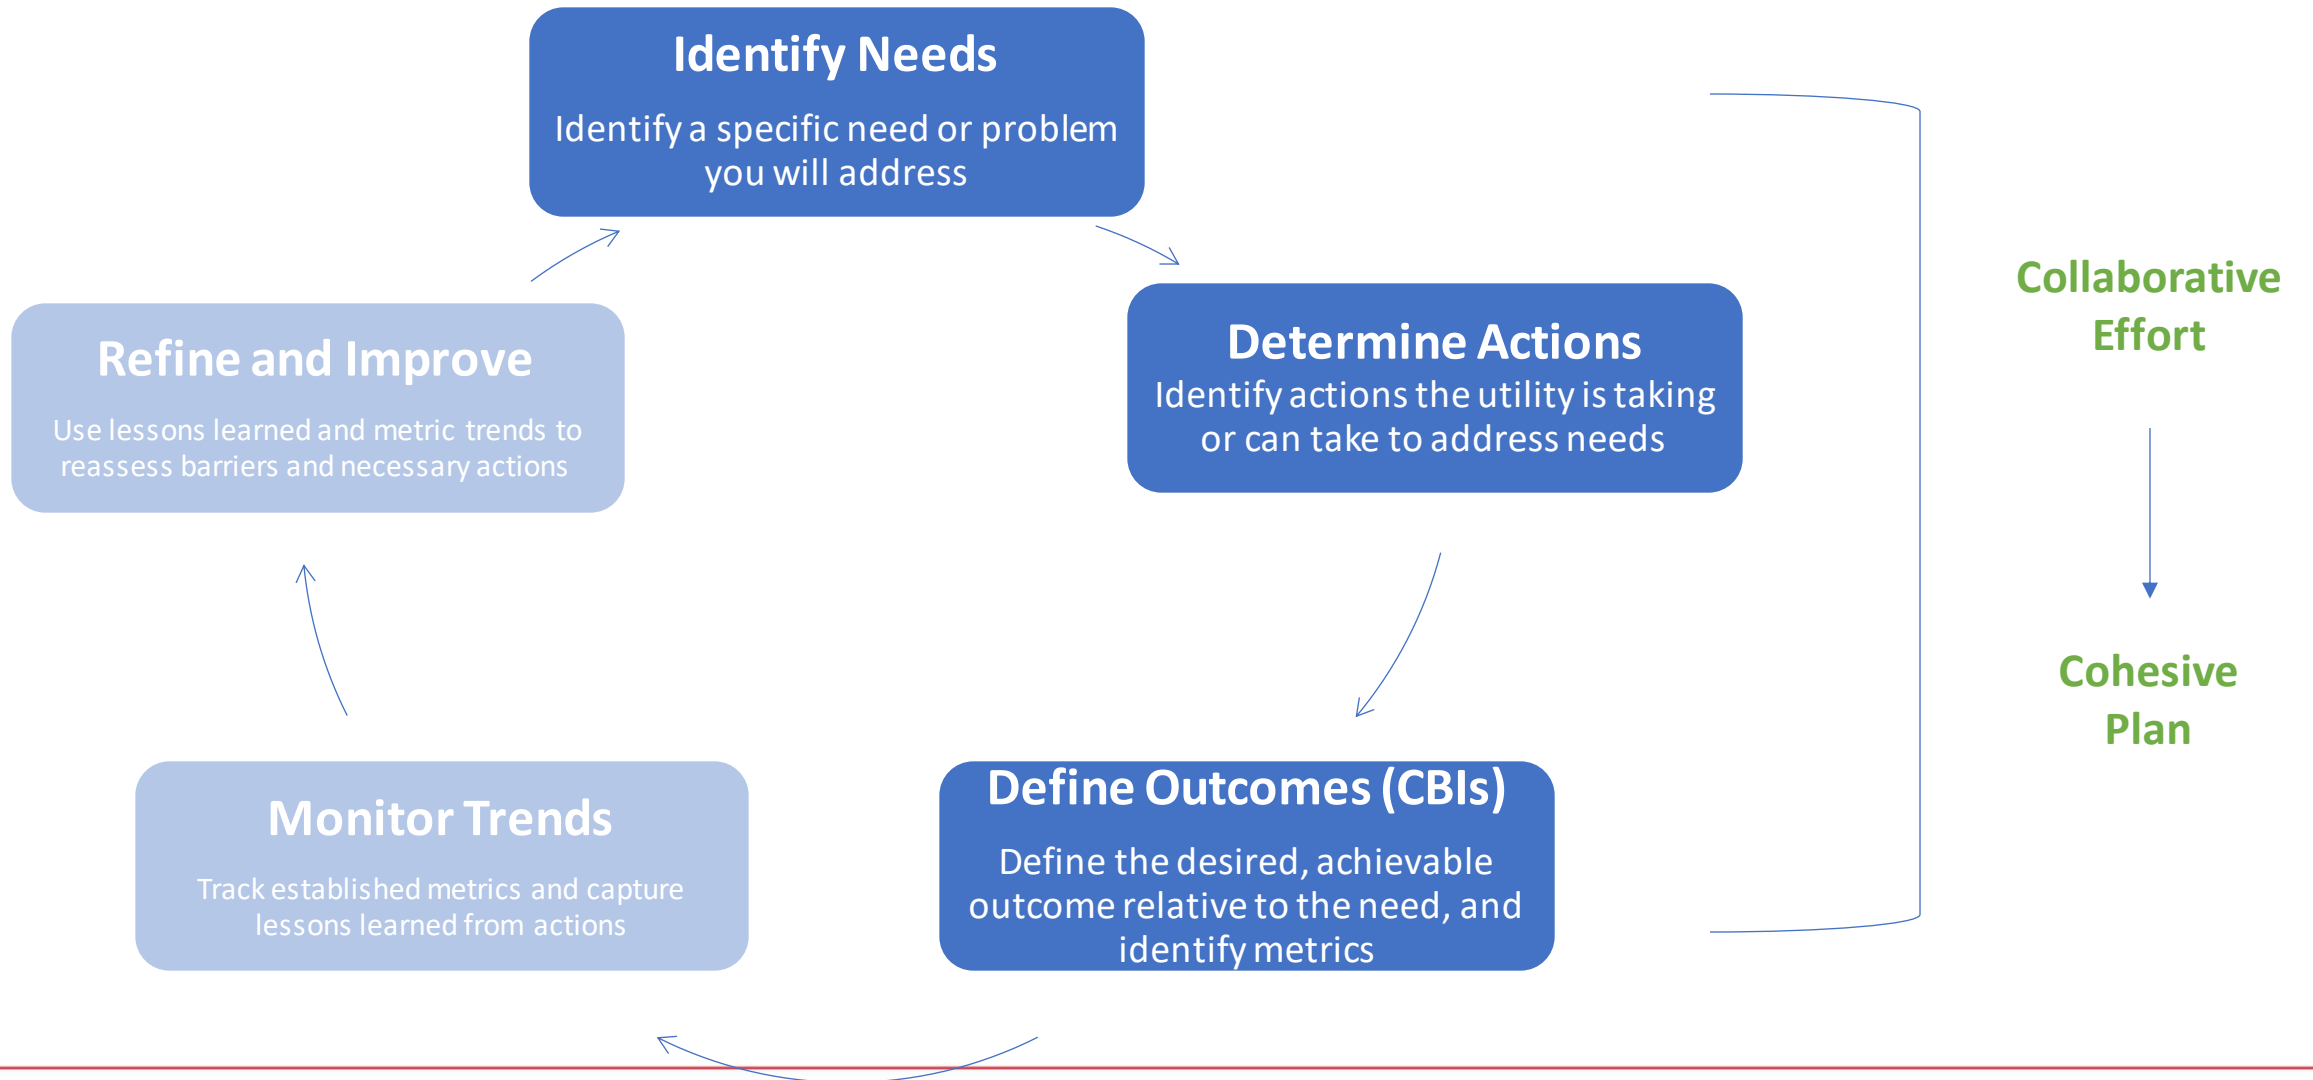 Identify Needs
Identify a specific need or problem
you will address
Determine Actions
Identify actions the utility is taking
or can take to address needs
Define Outcomes (CBIs)
Define the desired, achievable
outcome relative to the need, and
identify metrics
Monitor Trends
Track established metrics and capture
lessons learned from actions
Refine and Improve
Use lessons learned and metric trends to
reassess barriers and necessary actions
Collaborative
Effort
Cohesive
Plan